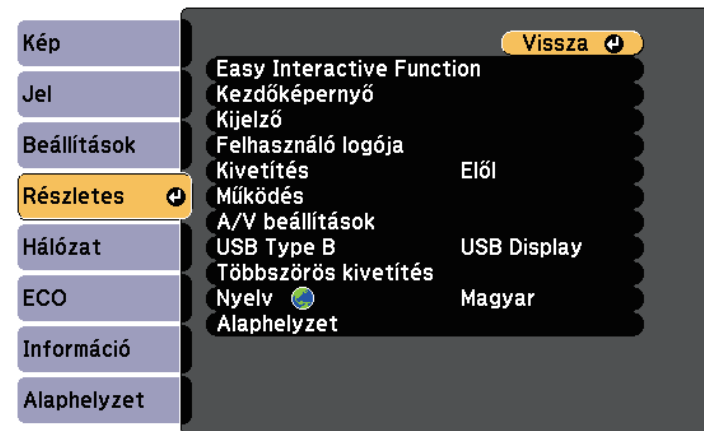 Kép
Jel
Beállítások
Részletes
Hálózat
ECO
Információ
Alaphelyzet
Vissza
Easy Interactive Function
Kezdőképernyő
Kijelző
Felhasználó logója
Kivetítés Elől
Működés
A/V beállítások
USB Type B USB Display
Többszörös kivetítés
Nyelv Magyar
Alaphelyzet